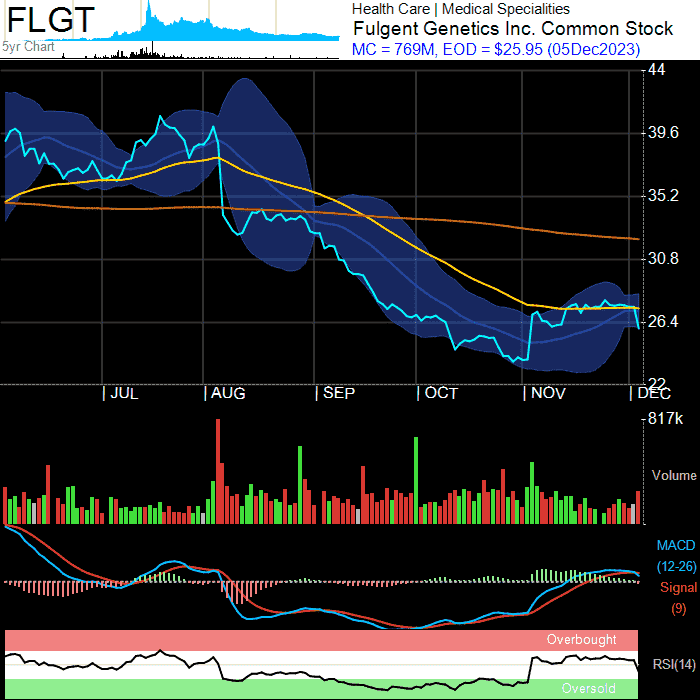 FLGT
5yr Chart
Health Care | Medical Specialities
Fulgent Genetics Inc. Common Stock
MC = 769M, EOD = $25.95 (05Dec2023)
44
39.6
35.2
30.8
26.4
22
| JUL | AUG | SEP | OCT | NOV | DEC
817k
Volume
MACD
(12-26)
Signal
(9)
Overbought
RSI(14)
Oversold